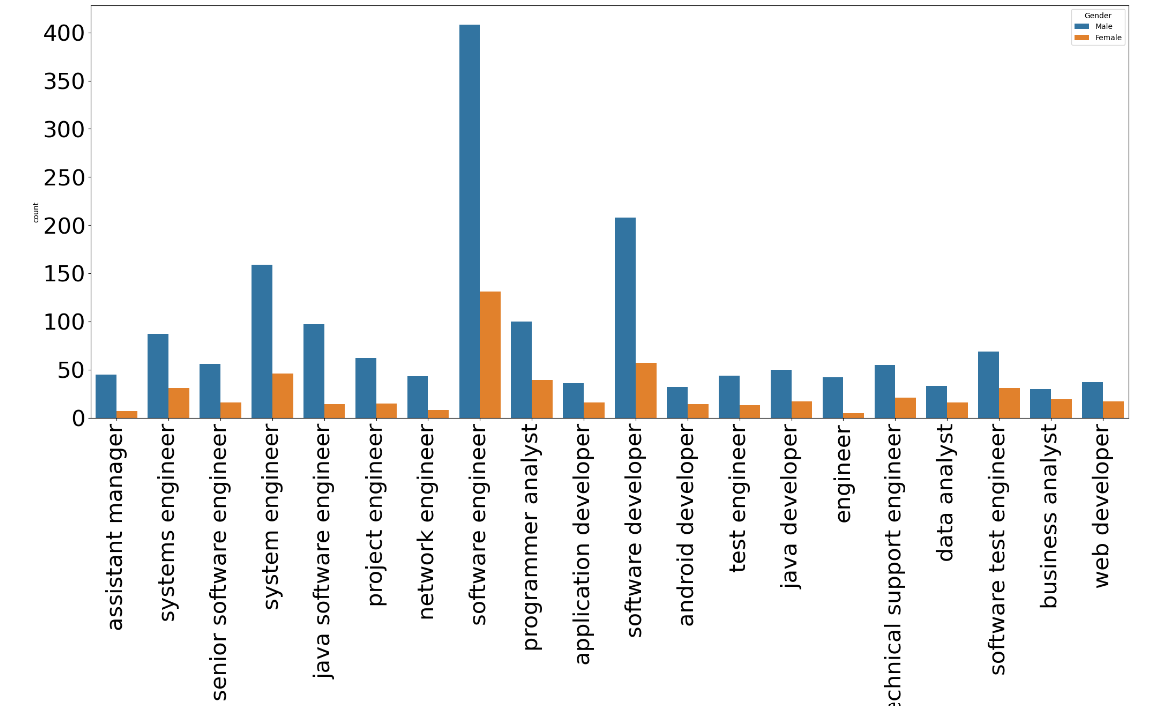 Gender
Male
Female
400
350
300
250
200
150
100
50
0
count
assistant manager
systems engineer
senior software engineer
system engineer
java software engineer
project engineer
network engineer
software engineer
programmer analyst
application developer
software developer
android developer
test engineer
java developer
engineer
echnical support engineer
data analyst
software test engineer
business analyst
web developer